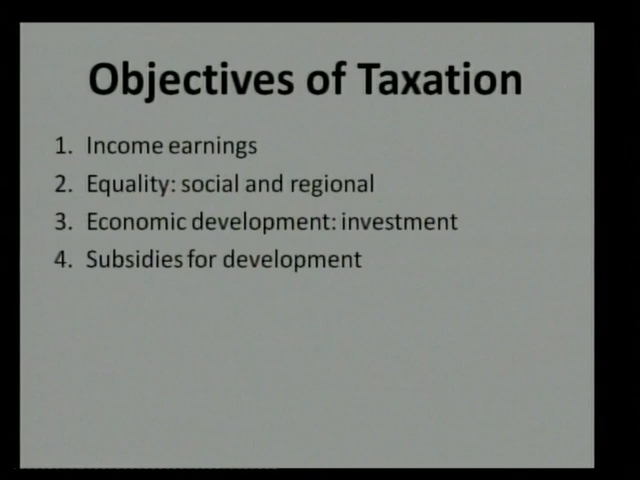 Objectives of Taxation
1. Income earnings
2. Equality: social and regional
3. Economic development: investment
4. Subsidies for development